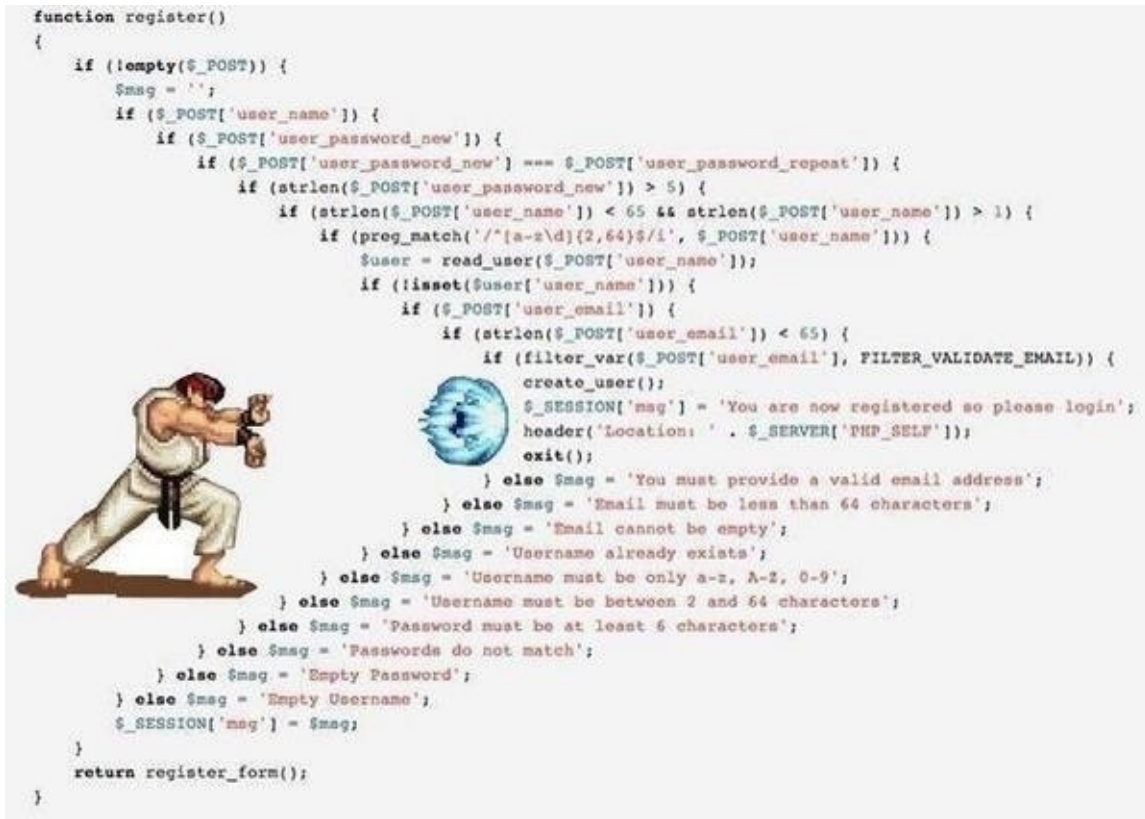 function register()
{
if (!empty($_POST)) {
$msg = '';
if ($_POST['user_name']) {
if ($_POST['user_password_new']) {
if ($_POST['user_password_new'] === $_POST['user_password_repeat']) {
if (strlen($_POST['user_password_new']) > 5) {
if (strlen($_POST['user_name']) < 65 && strlen($_POST['user_name']) > 1) {
if (preg_match('/^[a-z\d]{2,64}$/i', $_POST['user_name'])) {
$user = read_user($_POST['user_name']);
if (!isset($user['user_name'])) {
if ($_POST['user_email']) {
if (strlen($_POST['user_email']) < 65) {
if (filter_var($_POST['user_email'], FILTER_VALIDATE_EMAIL)) {
create_user();
$_SESSION['msg'] = 'You are now registered so please login';
header('Location: ' . $_SERVER['PHP_SELF']);
exit();
} else $msg = 'You must provide a valid email address';
} else $msg = 'Email must be less than 64 characters';
} else $msg = 'Email cannot be empty';
} else $msg = 'Username already exists';
} else $msg = 'Username must be only a-z, A-Z, 0-9';
} else $msg = 'Username must be between 2 and 64 characters';
} else $msg = 'Password must be at least 6 characters';
} else $msg = 'Passwords do not match';
} else $msg = 'Empty Password';
} else $msg = 'Empty Username';
$_SESSION['msg'] = $msg;
}
return register_form();
}